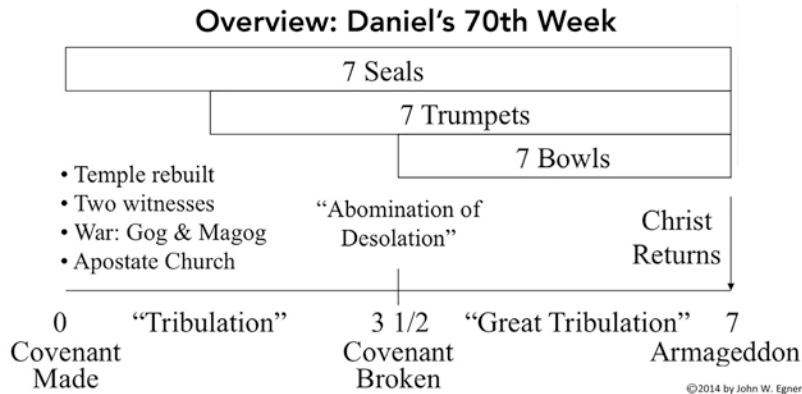 Overview: Daniel's 70th Week
7 Seals
7 Trumpets
7 Bowls
• Temple rebuilt
• Two witnesses
• War: Gog & Magog
• Apostate Church
“Abomination of
Desolation”
Christ
Returns
0 “Tribulation” 3 1/2 “Great Tribulation” 7
Covenant Covenant Armageddon
Made Broken
©2014 by John W. Egner